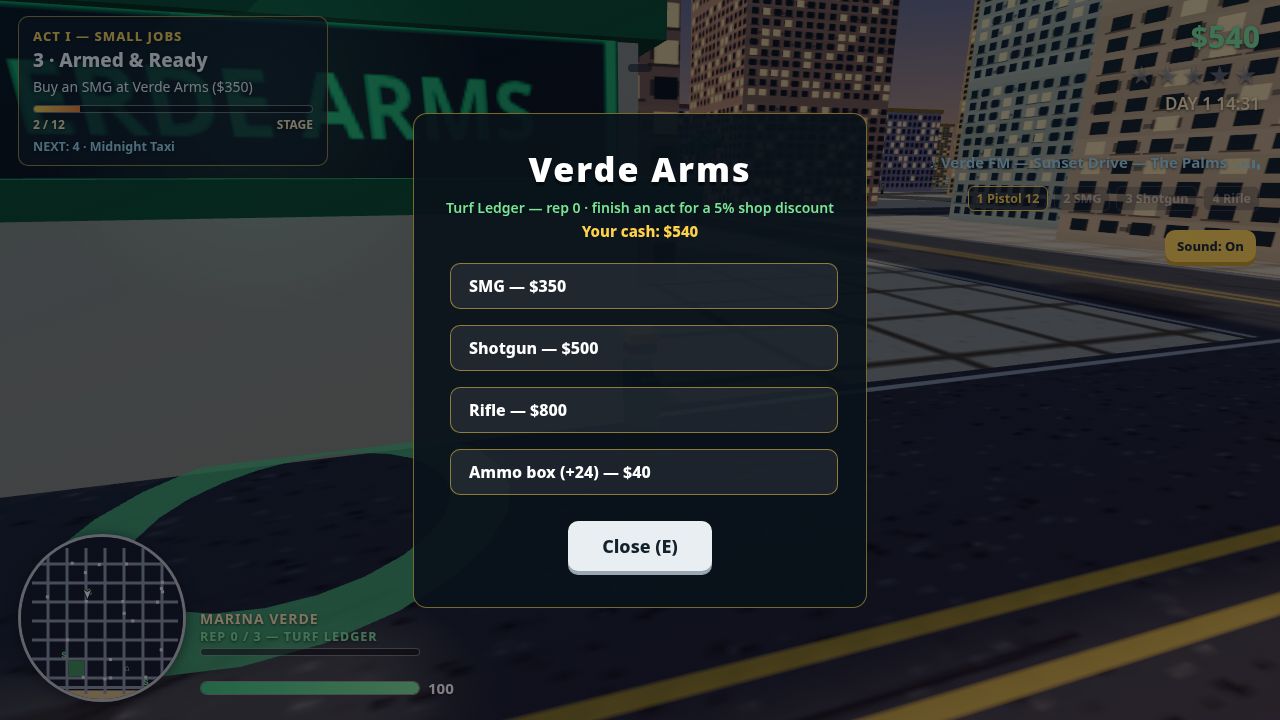 ACT I — SMALL JOBS
3 · Armed & Ready
Buy an SMG at Verde Arms ($350)
2 / 12
STAGE
NEXT: 4 · Midnight Taxi
VERDE ARMS
$540
★★★★★
DAY 1 14:31
Verde FM — Sunset Drive — The Palms
1 Pistol 12
2 SMG
3 Shotgun
4 Rifle
Sound: On
Verde Arms
Turf Ledger — rep 0 · finish an act for a 5% shop discount
Your cash: $540
SMG — $350
Shotgun — $500
Rifle — $800
Ammo box (+24) — $40
Close (E)
MARINA VERDE
REP 0 / 3 — TURF LEDGER
100